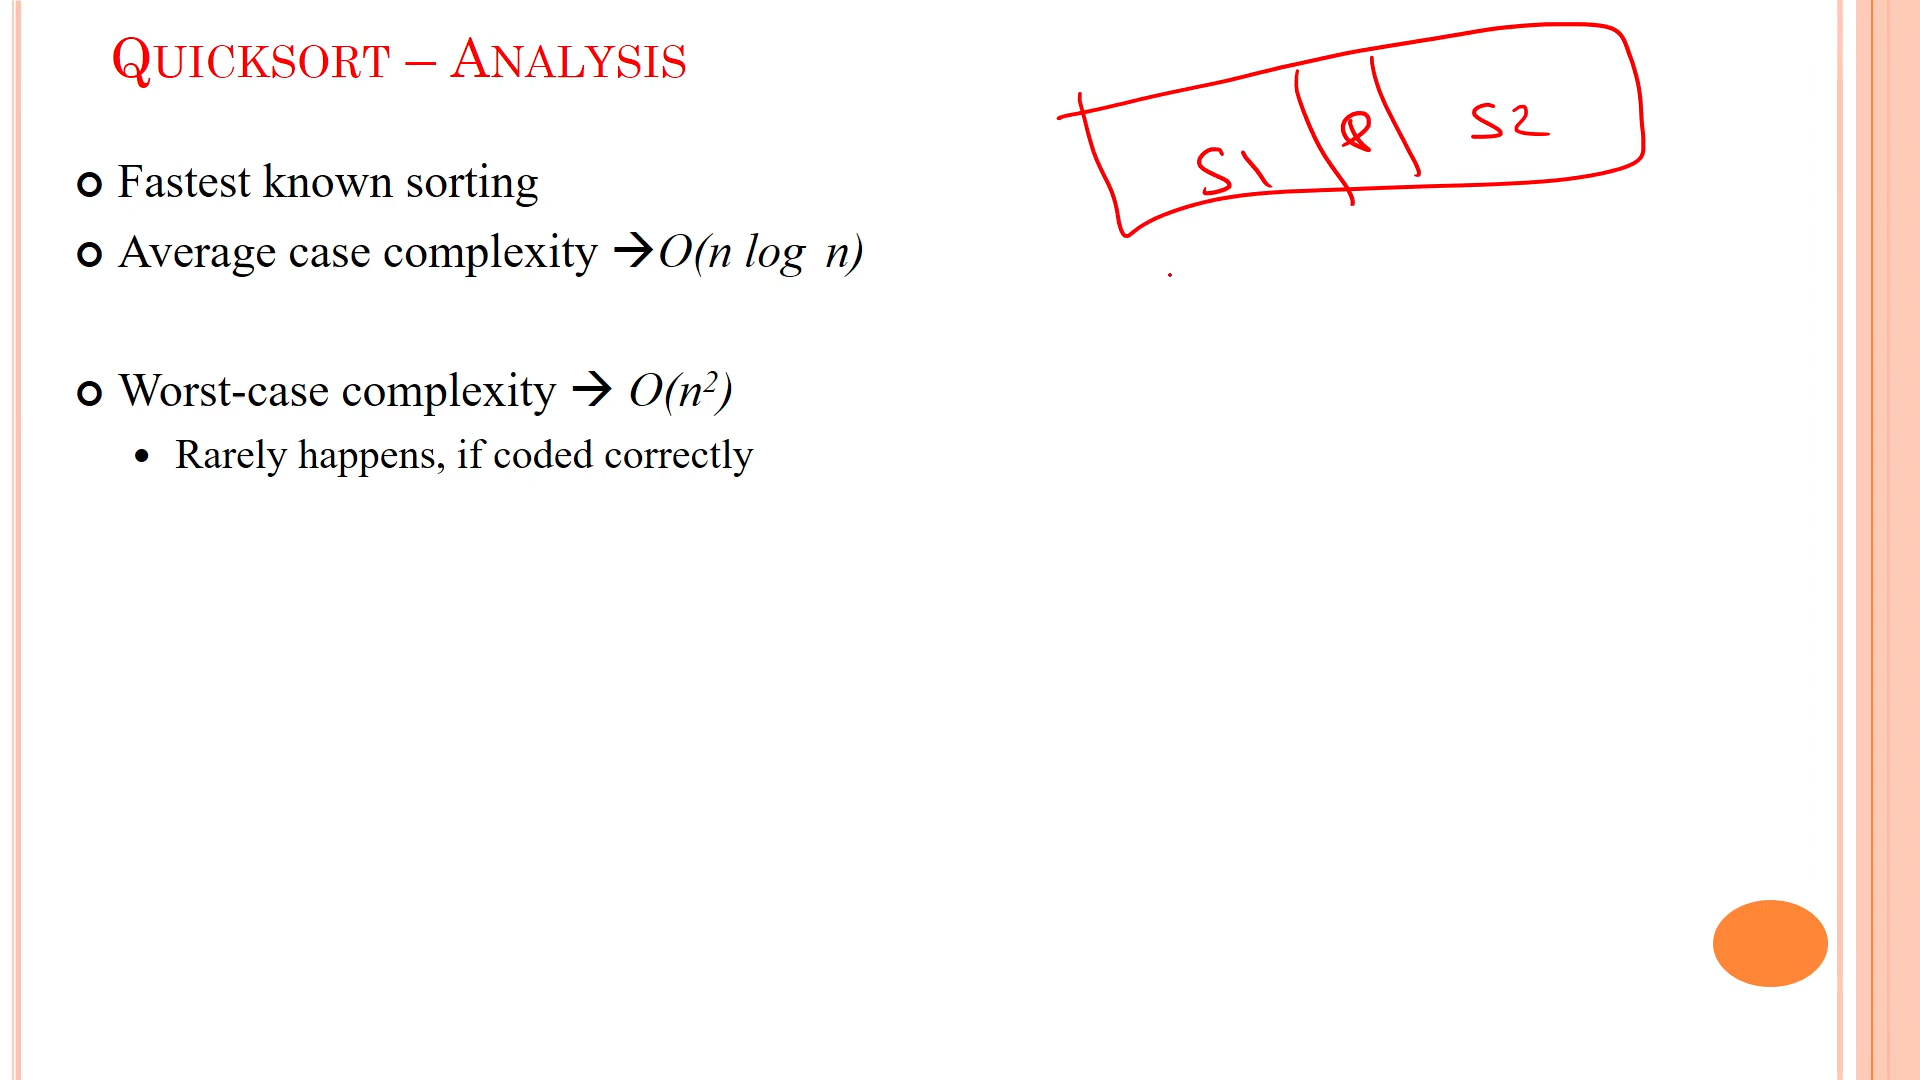 QUICKSORT – ANALYSIS
Fastest known sorting
Average case complexity →O(n log n)
Worst-case complexity → O(n²)
Rarely happens, if coded correctly
S1 P S2